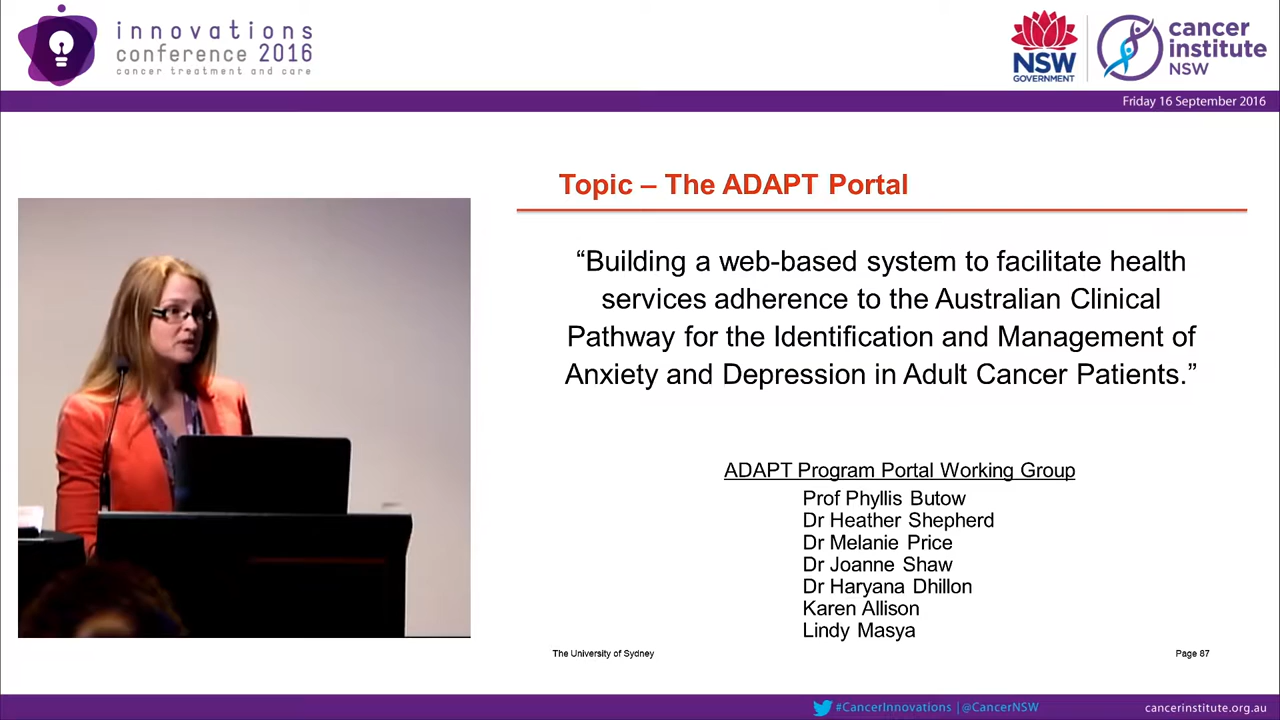 innovations
conference 2016
cancer treatment and care
NSW
GOVERNMENT
cancer
institute
NSW
Friday 16 September 2016
Topic – The ADAPT Portal
“Building a web-based system to facilitate health
services adherence to the Australian Clinical
Pathway for the Identification and Management of
Anxiety and Depression in Adult Cancer Patients.”
ADAPT Program Portal Working Group
Prof Phyllis Butow
Dr Heather Shepherd
Dr Melanie Price
Dr Joanne Shaw
Dr Haryana Dhillon
Karen Allison
Lindy Masya
The University of Sydney
Page 87
#CancerInnovations | @CancerNSW
cancerinstitute.org.au